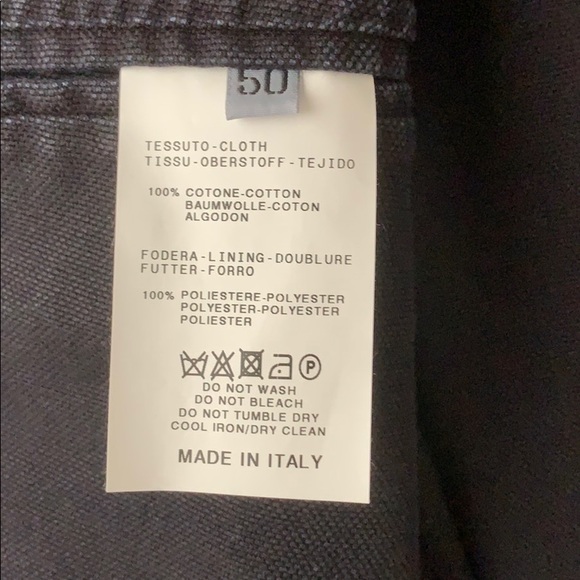 50
TESSUTO-CLOTH
TISSU-OBERSTOFF-TEJIDO
100% COTONE-COTTON
BAUMWOLLE-COTON
ALGODON
FODERA-LINING-DOUBLURE
FUTTER-FORRO
100% POLIESTERE-POLYESTER
POLYESTER-POLYESTER
POLIESTER
P
DO NOT WASH
DO NOT BLEACH
DO NOT TUMBLE DRY
COOL IRON/DRY CLEAN
MADE IN ITALY